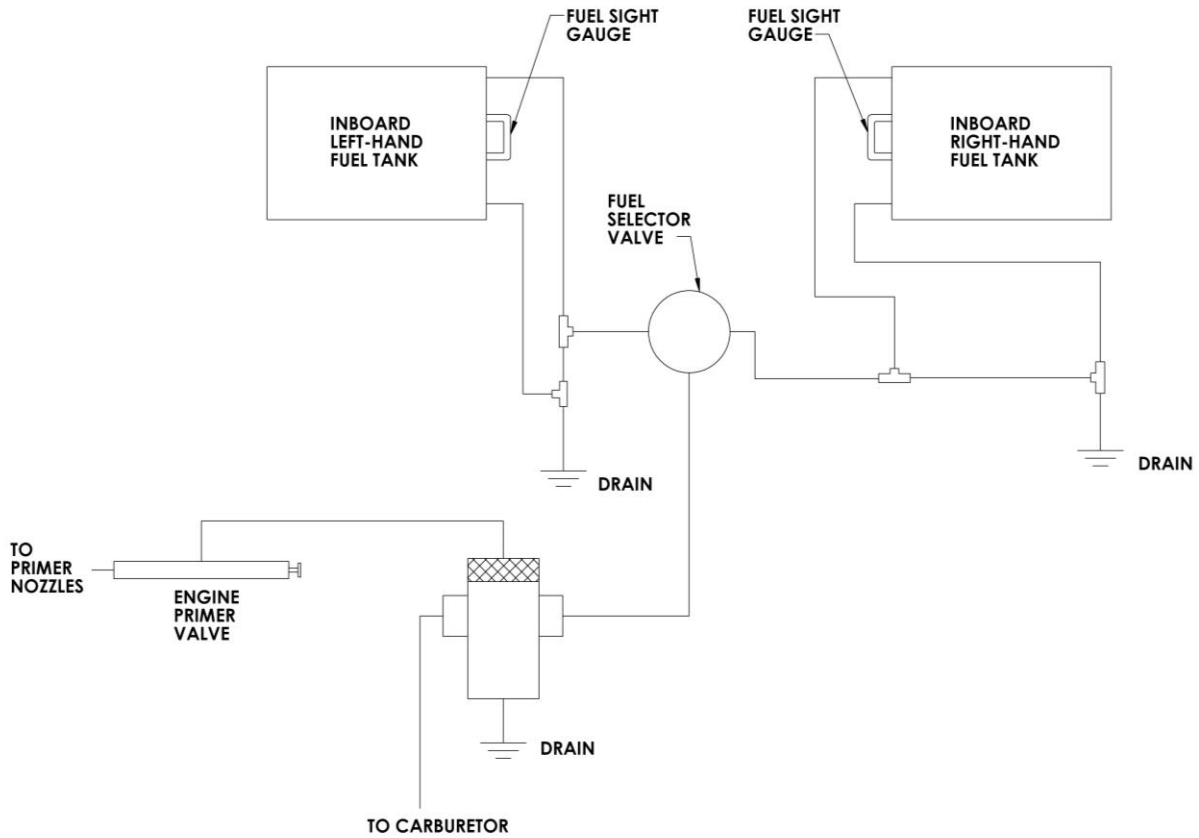 FUEL SIGHT
GAUGE
FUEL SIGHT
GAUGE
INBOARD
LEFT-HAND
FUEL TANK
INBOARD
RIGHT-HAND
FUEL TANK
FUEL
SELECTOR
VALVE
DRAIN
DRAIN
TO
PRIMER
NOZZLES
ENGINE
PRIMER
VALVE
DRAIN
TO CARBURETOR